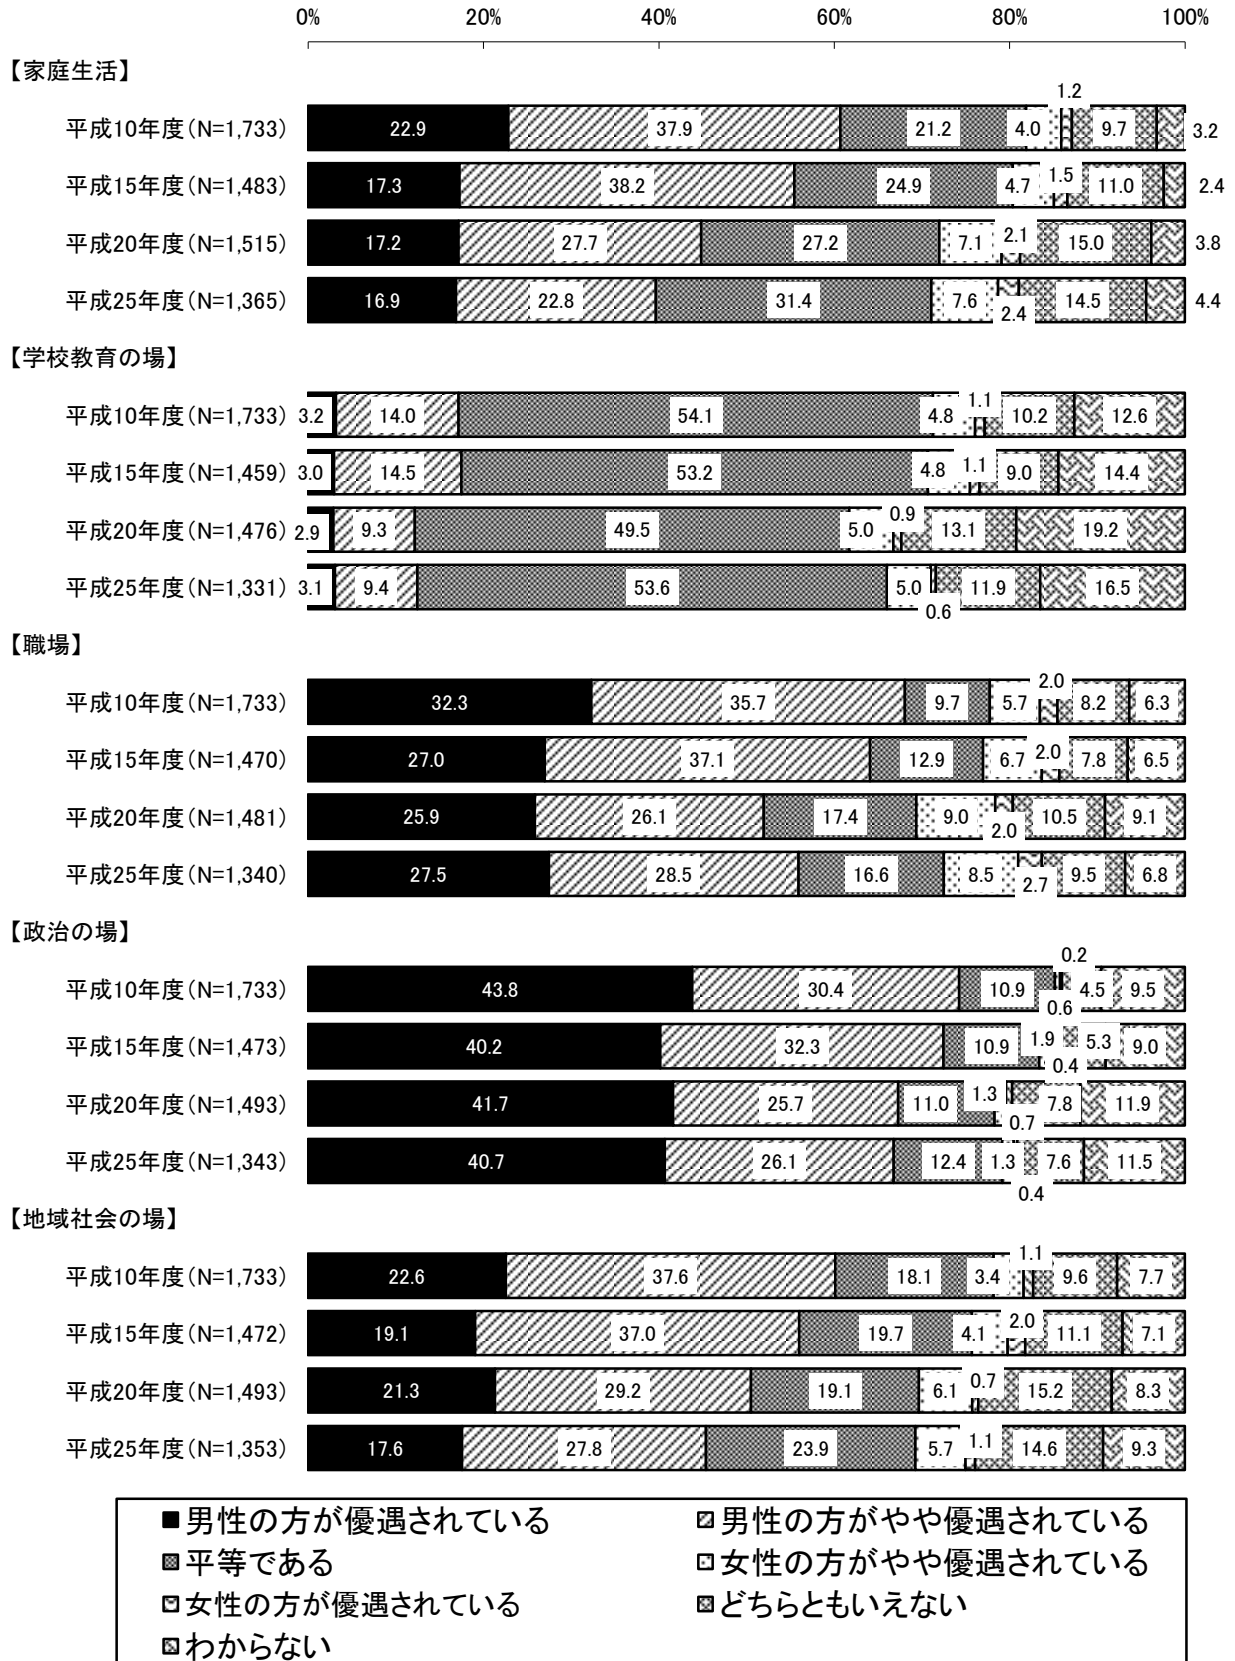 0% 20% 40% 60% 80% 100%
【家庭生活】
1.2
平成10年度(N=1,733) 22.9 37.9 21.2 4.0 9.7 3.2
平成15年度(N=1,483) 17.3 38.2 24.9 4.7 1.5 11.0 2.4
平成20年度(N=1,515) 17.2 27.7 27.2 7.1 2.1 15.0 3.8
平成25年度(N=1,365) 16.9 22.8 31.4 7.6 2.4 14.5 4.4
【学校教育の場】
平成10年度(N=1,733) 3.2 14.0 54.1 4.8 1.1 10.2 12.6
平成15年度(N=1,459) 3.0 14.5 53.2 4.8 1.1 9.0 14.4
平成20年度(N=1,476) 2.9 9.3 49.5 5.0 0.9 13.1 19.2
平成25年度(N=1,331) 3.1 9.4 53.6 5.0 0.6 11.9 16.5
【職場】
平成10年度(N=1,733) 32.3 35.7 9.7 5.7 2.0 8.2 6.3
平成15年度(N=1,470) 27.0 37.1 12.9 6.7 2.0 7.8 6.5
平成20年度(N=1,481) 25.9 26.1 17.4 9.0 2.0 10.5 9.1
平成25年度(N=1,340) 27.5 28.5 16.6 8.5 2.7 9.5 6.8
【政治の場】
0.2
平成10年度(N=1,733) 43.8 30.4 10.9 0.6 4.5 9.5
平成15年度(N=1,473) 40.2 32.3 10.9 1.9 0.4 5.3 9.0
平成20年度(N=1,493) 41.7 25.7 11.0 1.3 0.7 7.8 11.9
平成25年度(N=1,343) 40.7 26.1 12.4 1.3 7.6 11.5
0.4
【地域社会の場】
平成10年度(N=1,733) 22.6 37.6 18.1 3.4 1.1 9.6 7.7
平成15年度(N=1,472) 19.1 37.0 19.7 4.1 2.0 11.1 7.1
平成20年度(N=1,493) 21.3 29.2 19.1 6.1 0.7 15.2 8.3
平成25年度(N=1,353) 17.6 27.8 23.9 5.7 1.1 14.6 9.3
男性の方が優遇されている 男性の方がやや優遇されている
平等である 女性の方がやや優遇されている
女性の方が優遇されている どちらともいえない
わからない